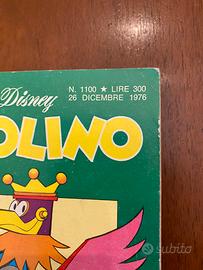 Disney
N. 1100 ★ LIRE 300
26 DICEMBRE 1976
OLINO
subito